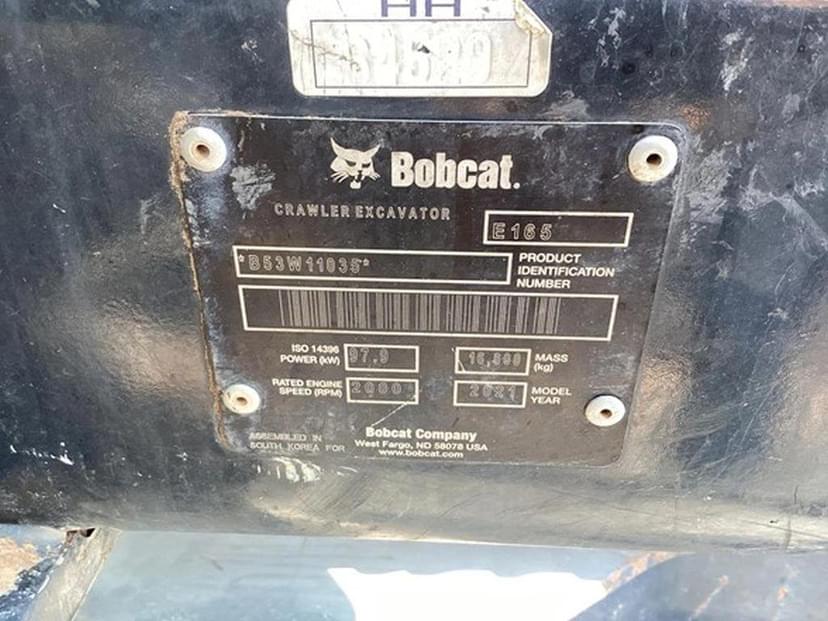 HH
Bobcat.
CRAWLER EXCAVATOR
E165
*B53W11035*
PRODUCT
IDENTIFICATION
NUMBER
ISO 14396
POWER (kW)
97.9
MASS
(kg)
RATED ENGINE
SPEED (RPM)
2000
2021
MODEL
YEAR
ASSEMBLED IN
SOUTH KOREA FOR
Bobcat Company
West Fargo, ND 58078 USA
www.bobcat.com